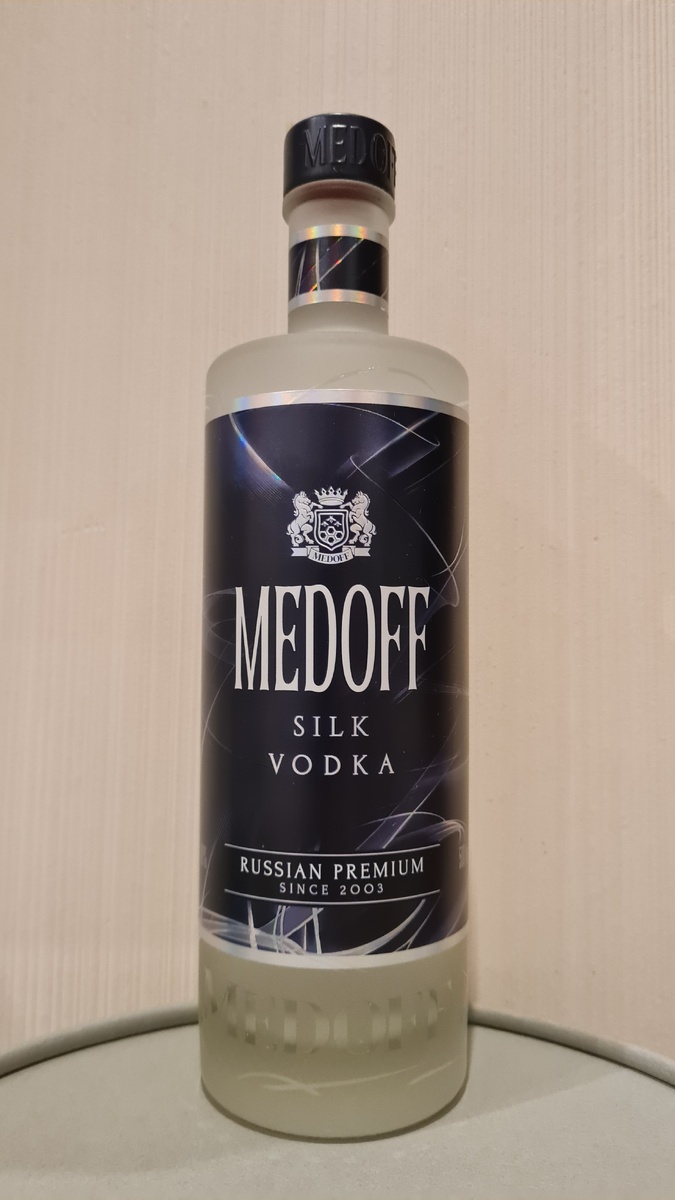 MEDOFF
MEDOFF
MEDOFF
SILK
VODKA
RUSSIAN PREMIUM
SINCE 2003
MEDOFF